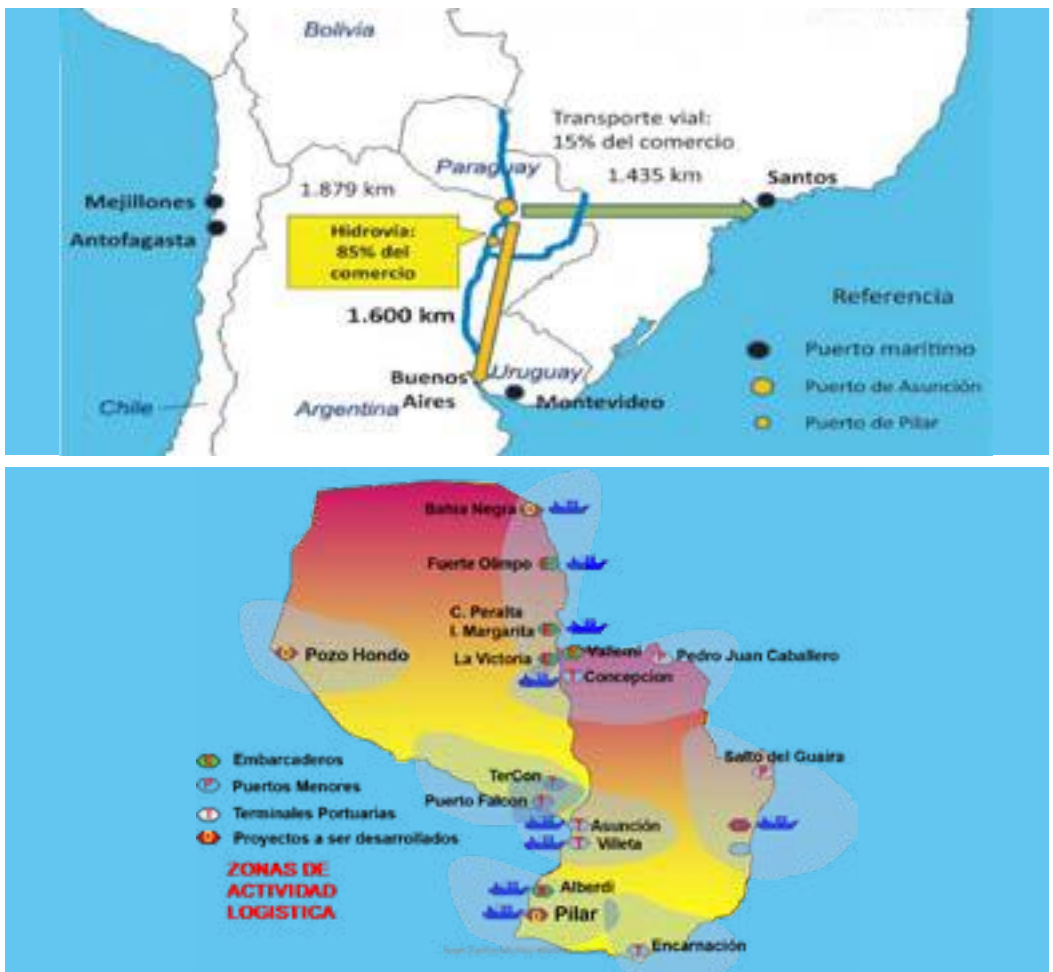 Bolivia
Transporte vial:
15% del comercio
Paraguay
1.879 km
1.435 km
Santos
Mejillones
Antofagasta
Hidrovia:
85% del
comercio
1.600 km
Referencia
Puerto maritimo
Buenos
Aires
Uruguay
Puerto de Asunción
Chile
Argentina
Montevideo
Puerto de Pilar
Bahia Negra
Fuerte Olimpo
C. Peralta
I. Margarita
Pozo Hondo
La Victoria
Vallemi
Pedro Juan Caballero
T Concepcion
Salto del Guaira
P
Embarcaderos
TerCon
T
P Puertos Menores
Puerto Falcon
T
T Terminales Portuarias
T Asunción
Proyectos a ser desarrollados
T Villeta
ZONAS DE
ACTIVIDAD
LOGISTICA
Alberdi
Pilar
T Encarnación